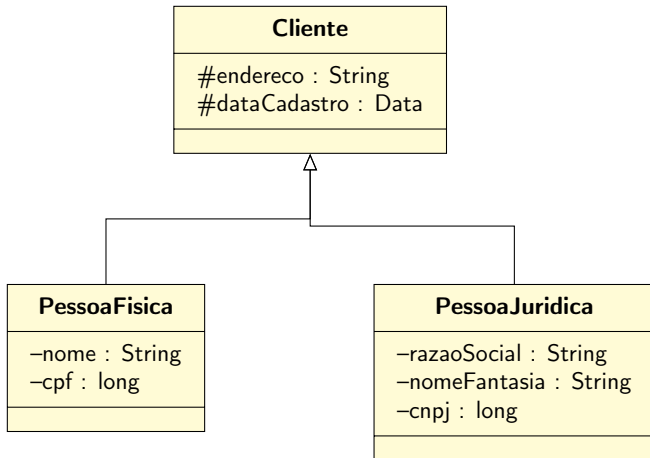 Cliente
#endereco : String
#dataCadastro : Data
PessoaFisica
–nome : String
–cpf : long
PessoaJuridica
–razaoSocial : String
–nomeFantasia : String
–cnpj : long